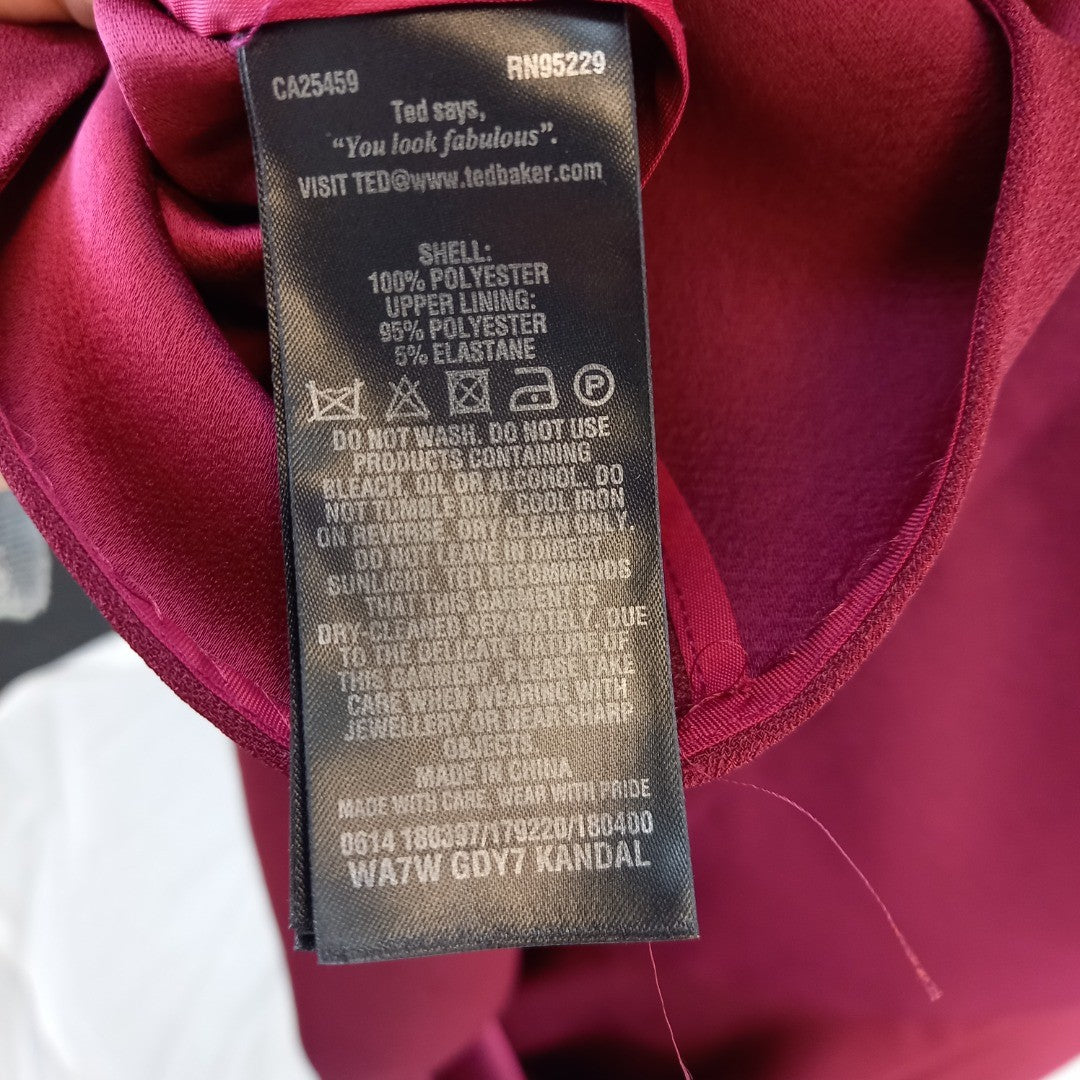 CA25459
RN95229
Ted says,
"You look fabulous".
VISIT TED@www.tedbaker.com
SHELL:
100% POLYESTER
UPPER LINING:
95% POLYESTER
5% ELASTANE
P
DO NOT WASH. DO NOT USE
PRODUCTS CONTAINING
BLEACH, OIL OR ALCOHOL. DO
NOT TUMBLE DRY. COOL IRON
ON REVERSE. DRY CLEAN ONLY.
DO NOT LEAVE IN DIRECT
SUNLIGHT. TED RECOMMENDS
THAT THIS GARMENT IS
DRY-CLEANED SEPARATELY. DUE
TO THE DELICATE NATURE OF
THIS GARMENT, PLEASE TAKE
CARE WHEN WEARING WITH
JEWELLERY OR NEAR SHARP
OBJECTS.
MADE IN CHINA
MADE WITH CARE. WEAR WITH PRIDE
0614 180397/179220/180400
WA7W GDY7 KANDAL